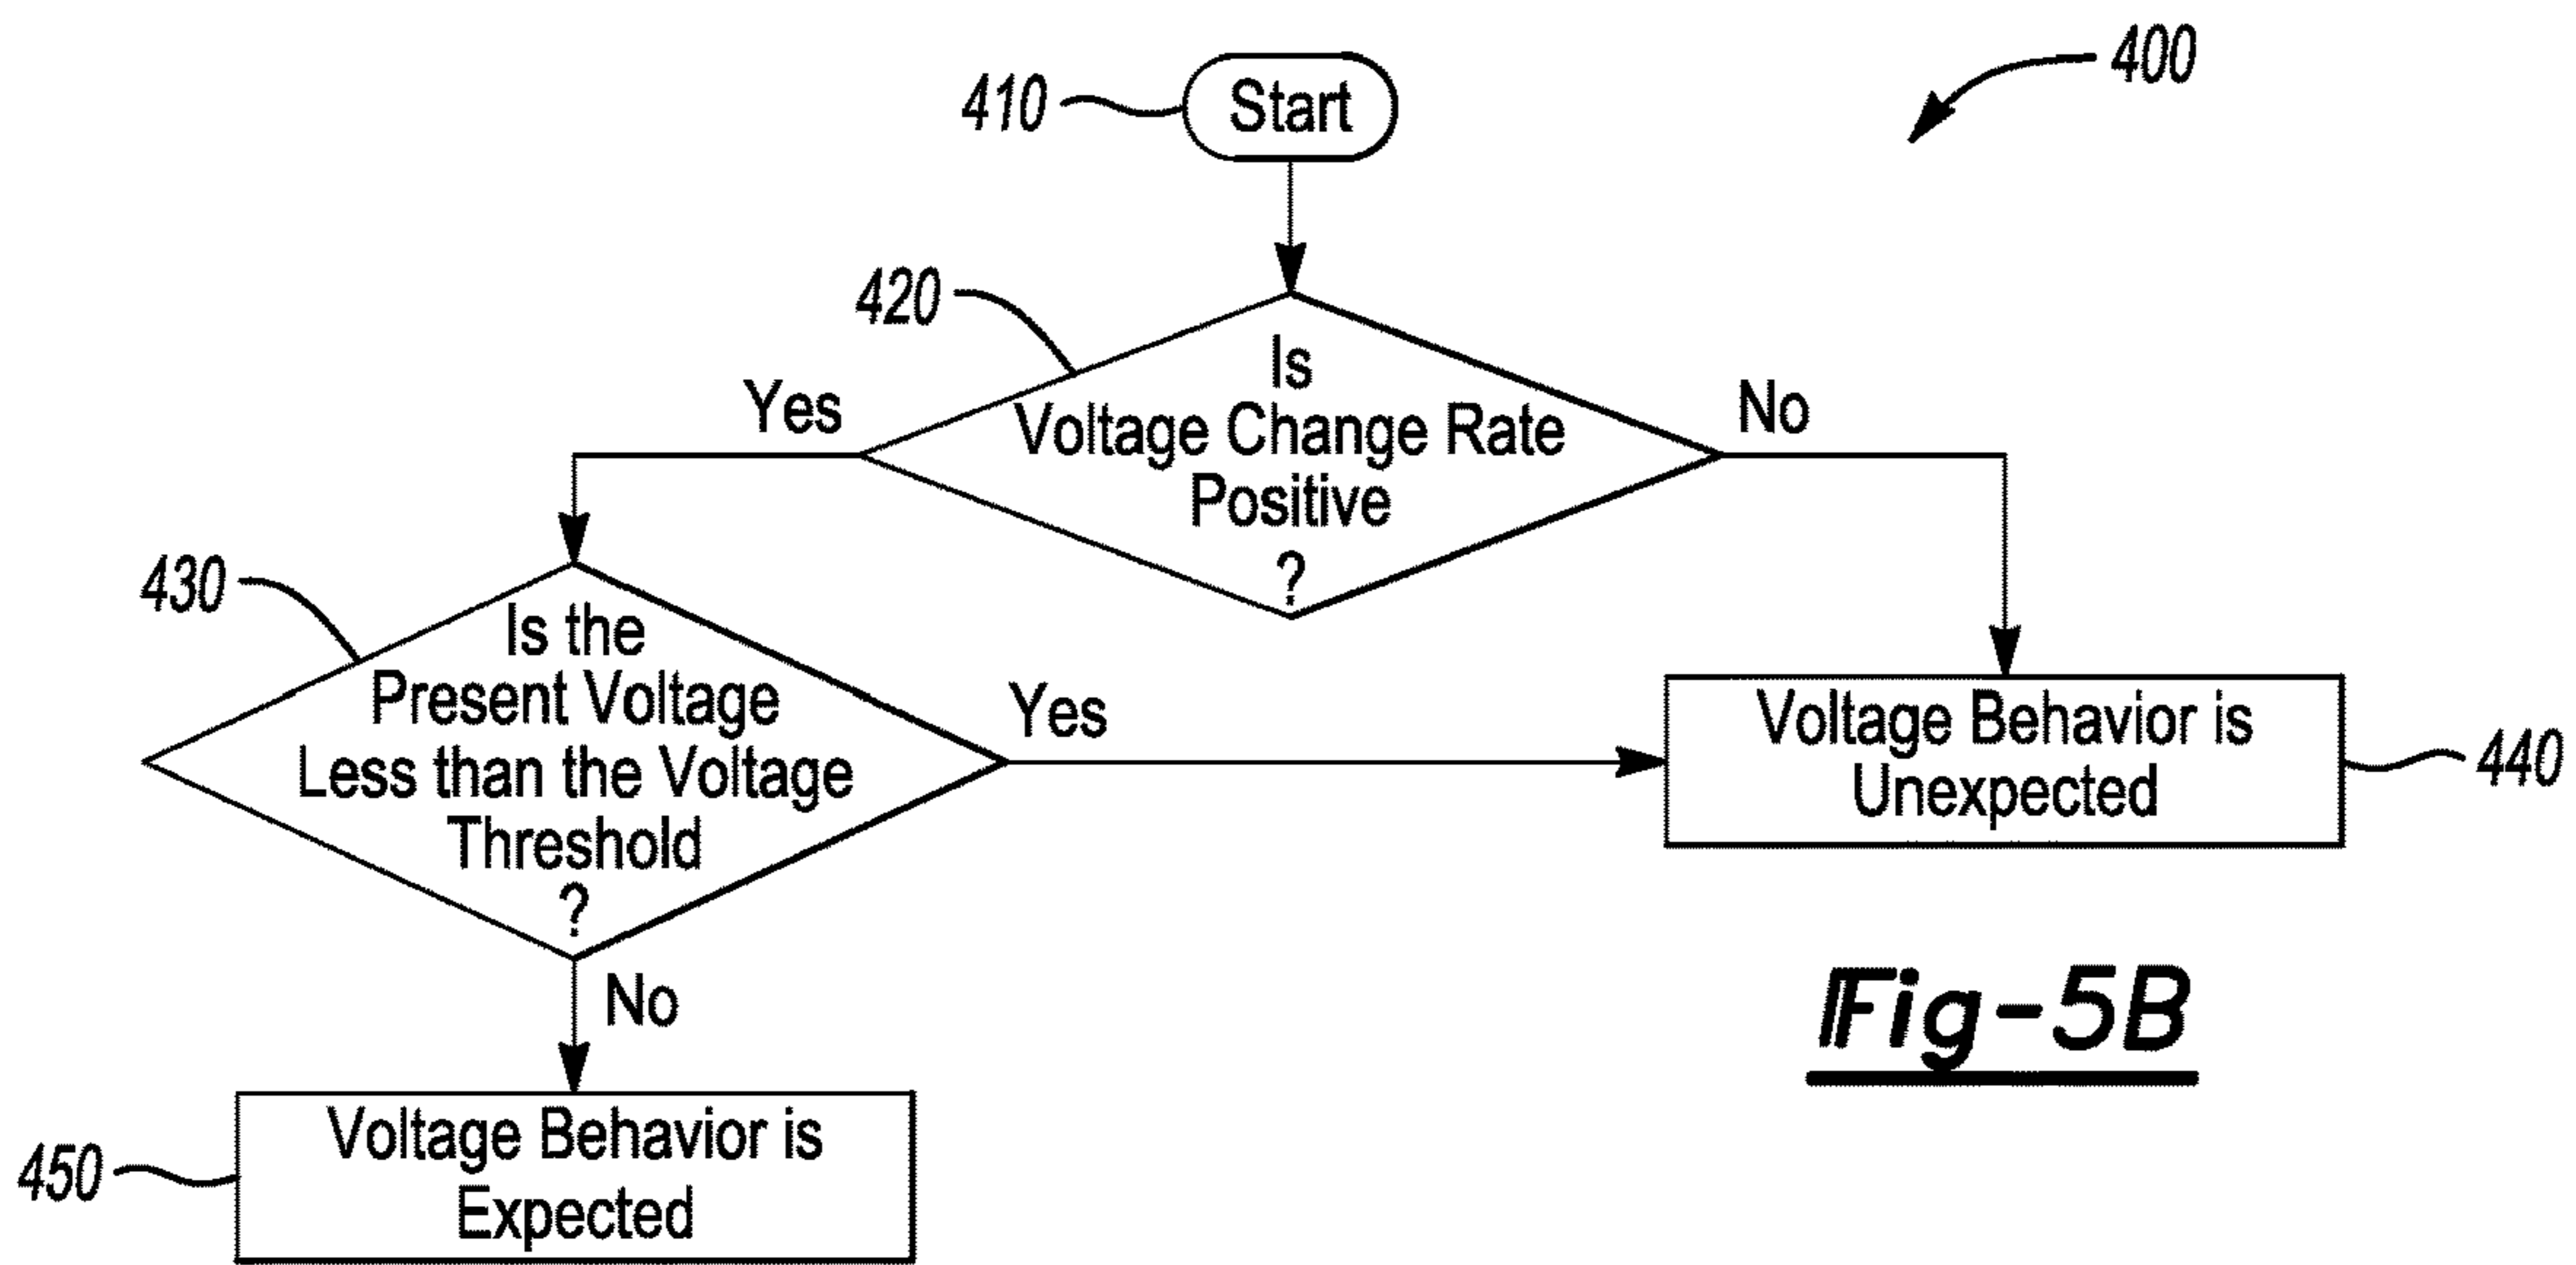 400
410
Start
420
Is
Voltage Change Rate
Positive
?
Yes
No
430
Is the
Present Voltage
Less than the Voltage
Threshold
?
Yes
No
Voltage Behavior is
Unexpected
440
450
Voltage Behavior is
Expected
Fig-5B